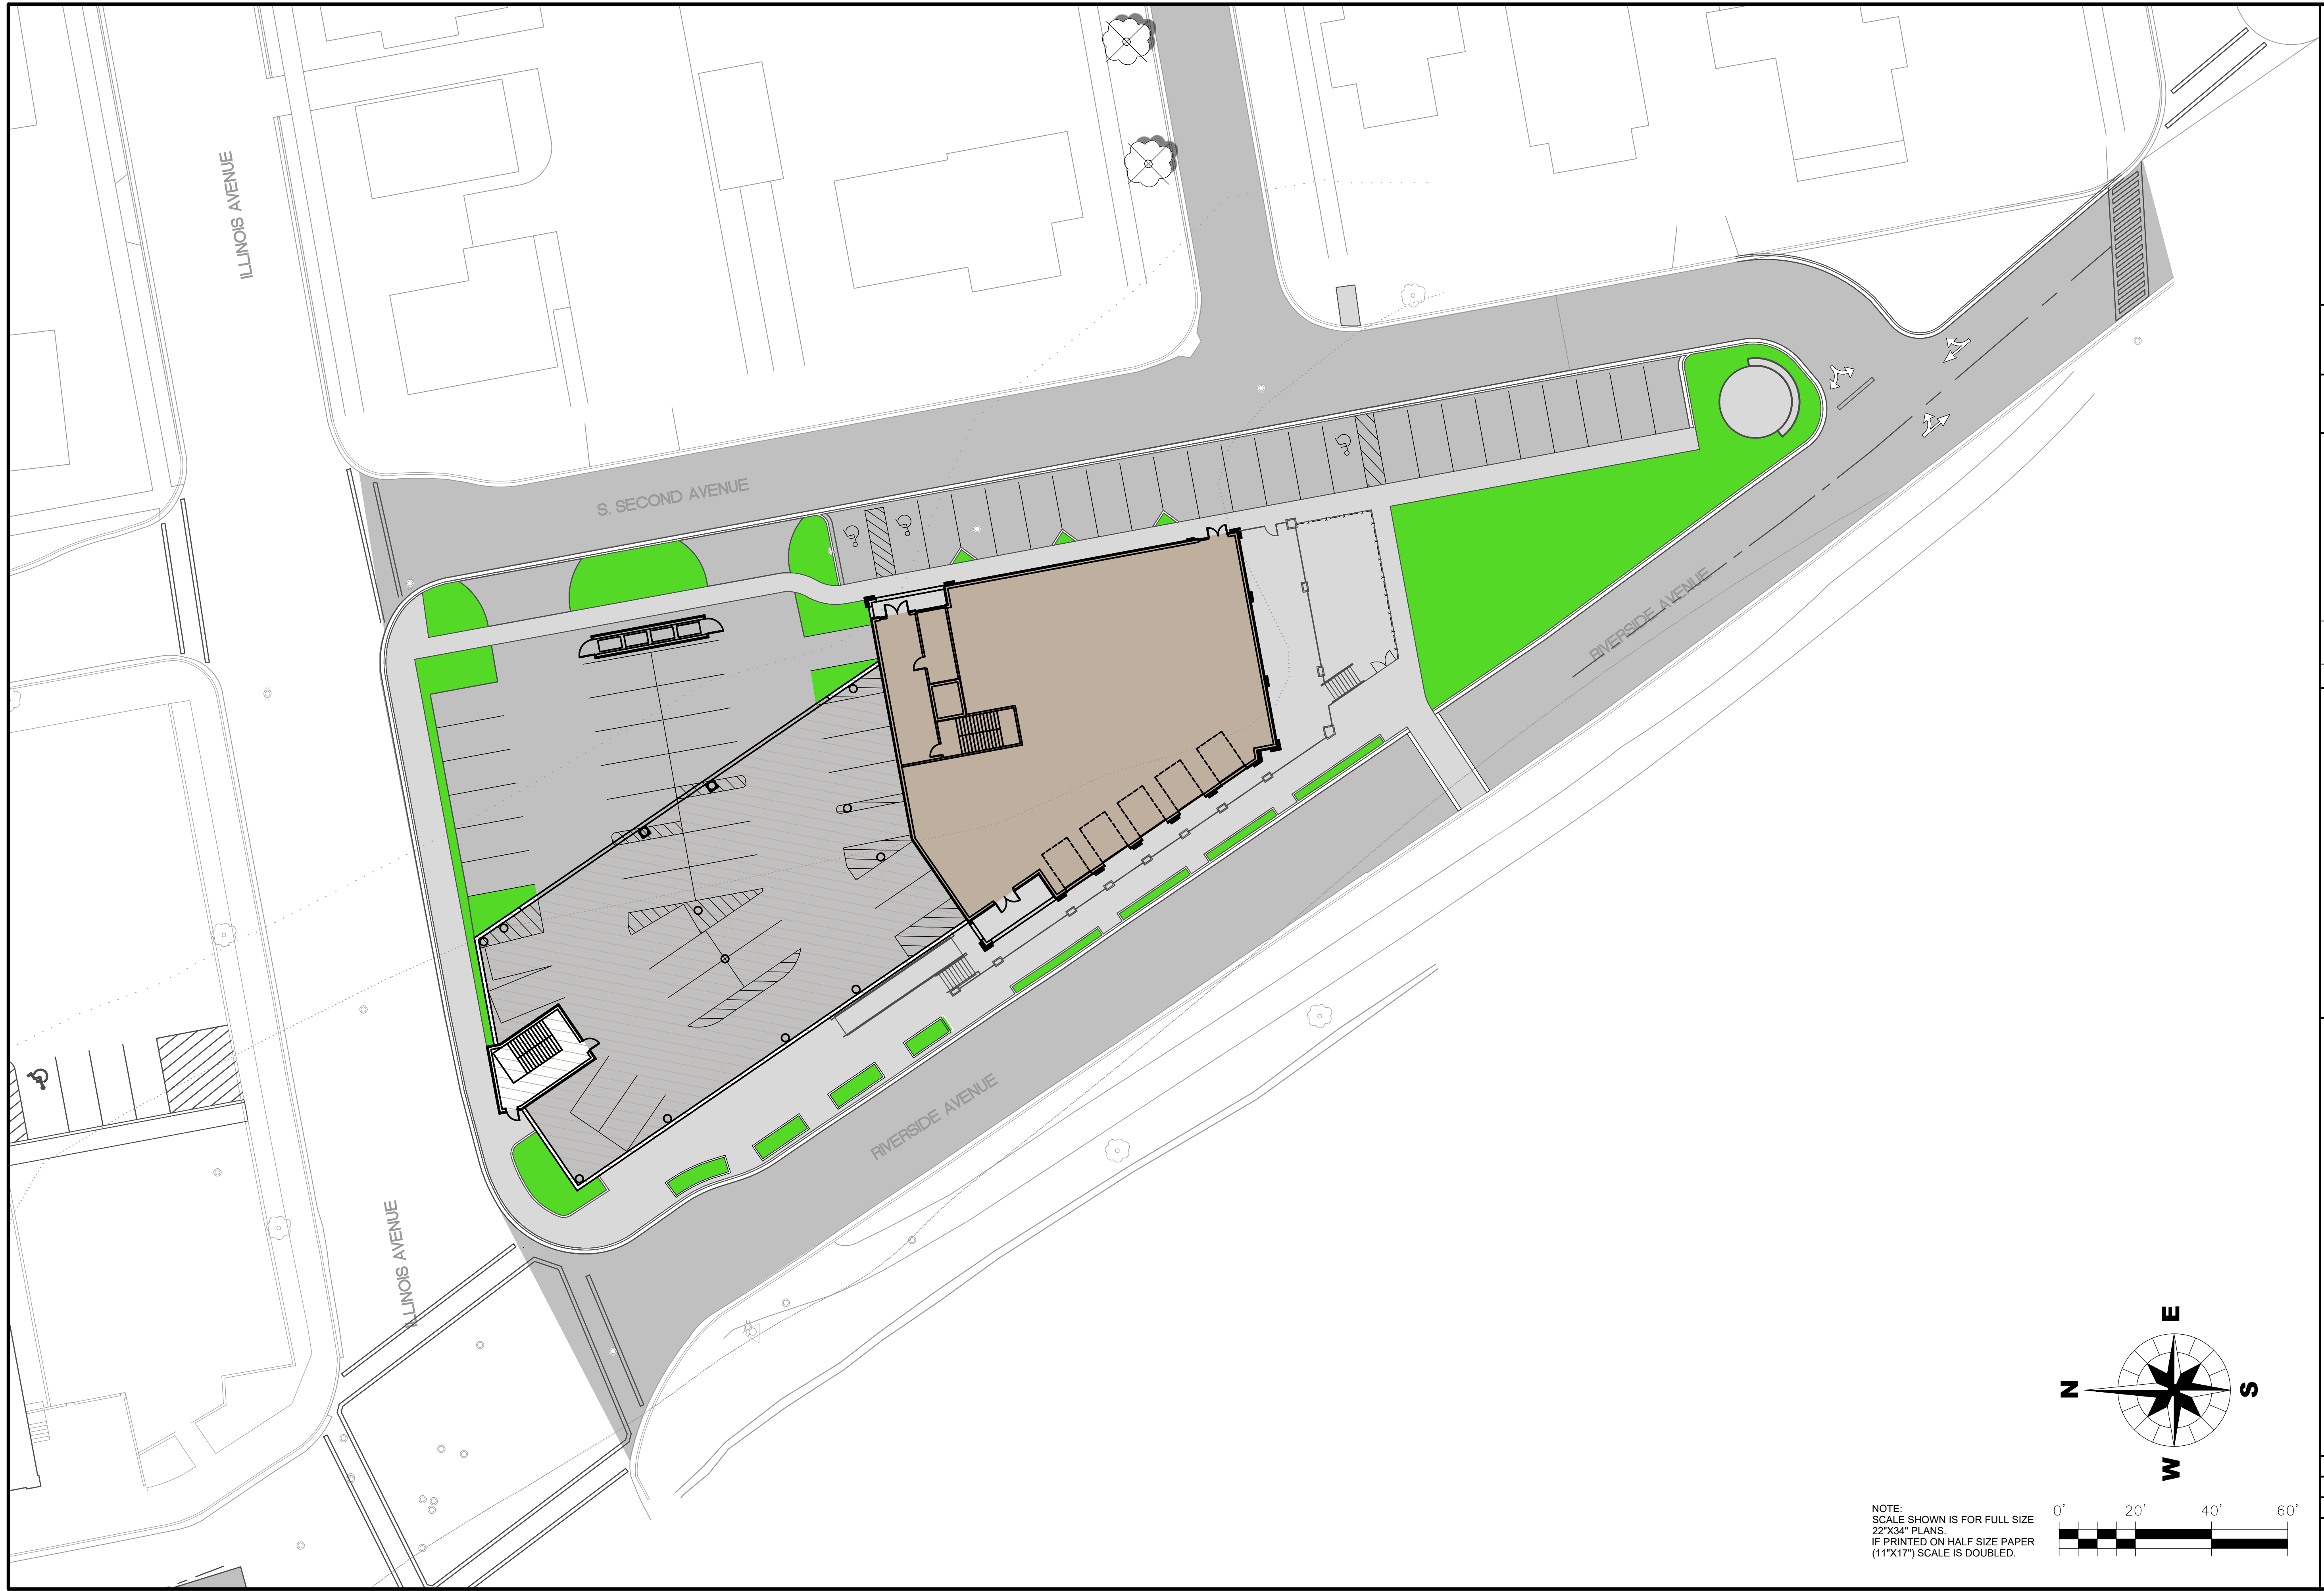 ILLINOIS AVENUE
S. SECOND AVENUE
RIVERSIDE AVENUE
RIVERSIDE AVENUE
ILLINOIS AVENUE
E
N
S
W
NOTE:
SCALE SHOWN IS FOR FULL SIZE
22"X34" PLANS.
IF PRINTED ON HALF SIZE PAPER
(11"X17") SCALE IS DOUBLED.
0' 20' 40' 60'